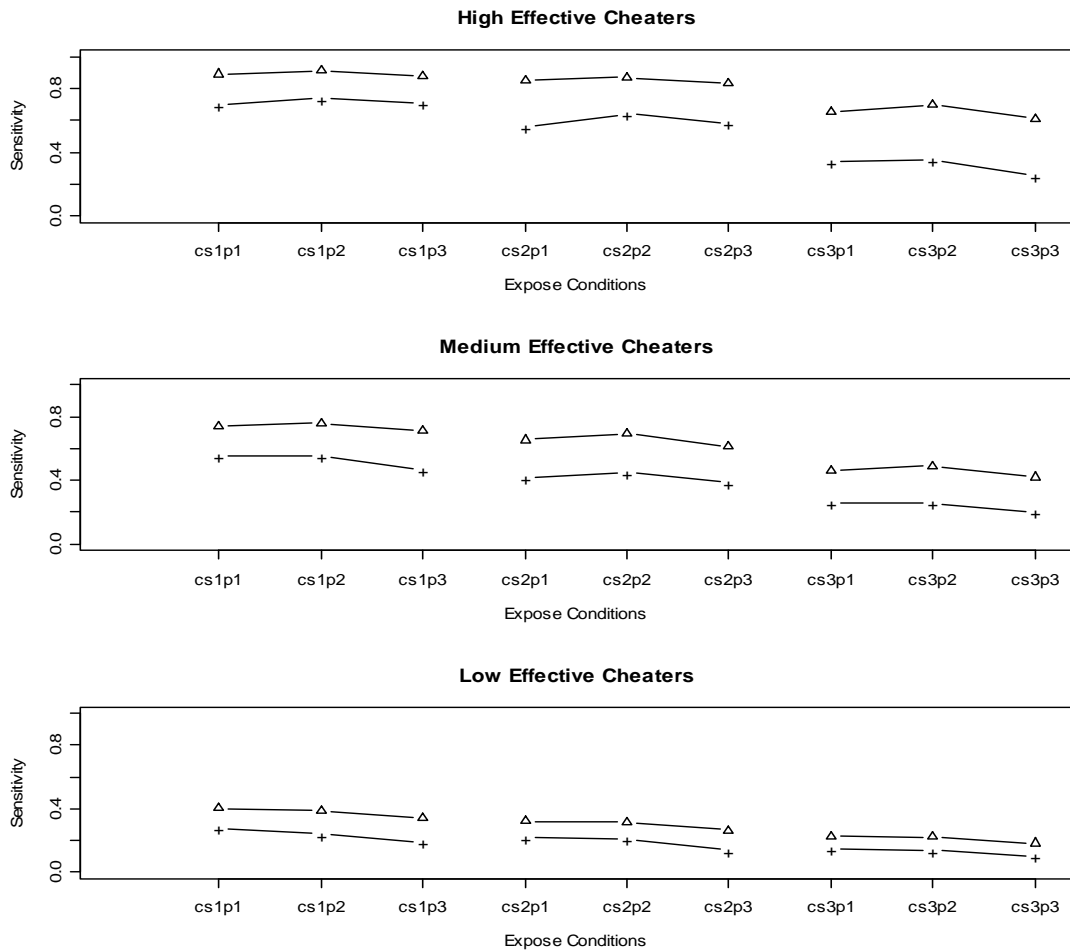 High Effective Cheaters
Sensitivity
0.8
0.4
0.0
cs1p1 cs1p2 cs1p3 cs2p1 cs2p2 cs2p3 cs3p1 cs3p2 cs3p3
Expose Conditions
Medium Effective Cheaters
Sensitivity
0.8
0.4
0.0
cs1p1 cs1p2 cs1p3 cs2p1 cs2p2 cs2p3 cs3p1 cs3p2 cs3p3
Expose Conditions
Low Effective Cheaters
Sensitivity
0.8
0.4
0.0
cs1p1 cs1p2 cs1p3 cs2p1 cs2p2 cs2p3 cs3p1 cs3p2 cs3p3
Expose Conditions